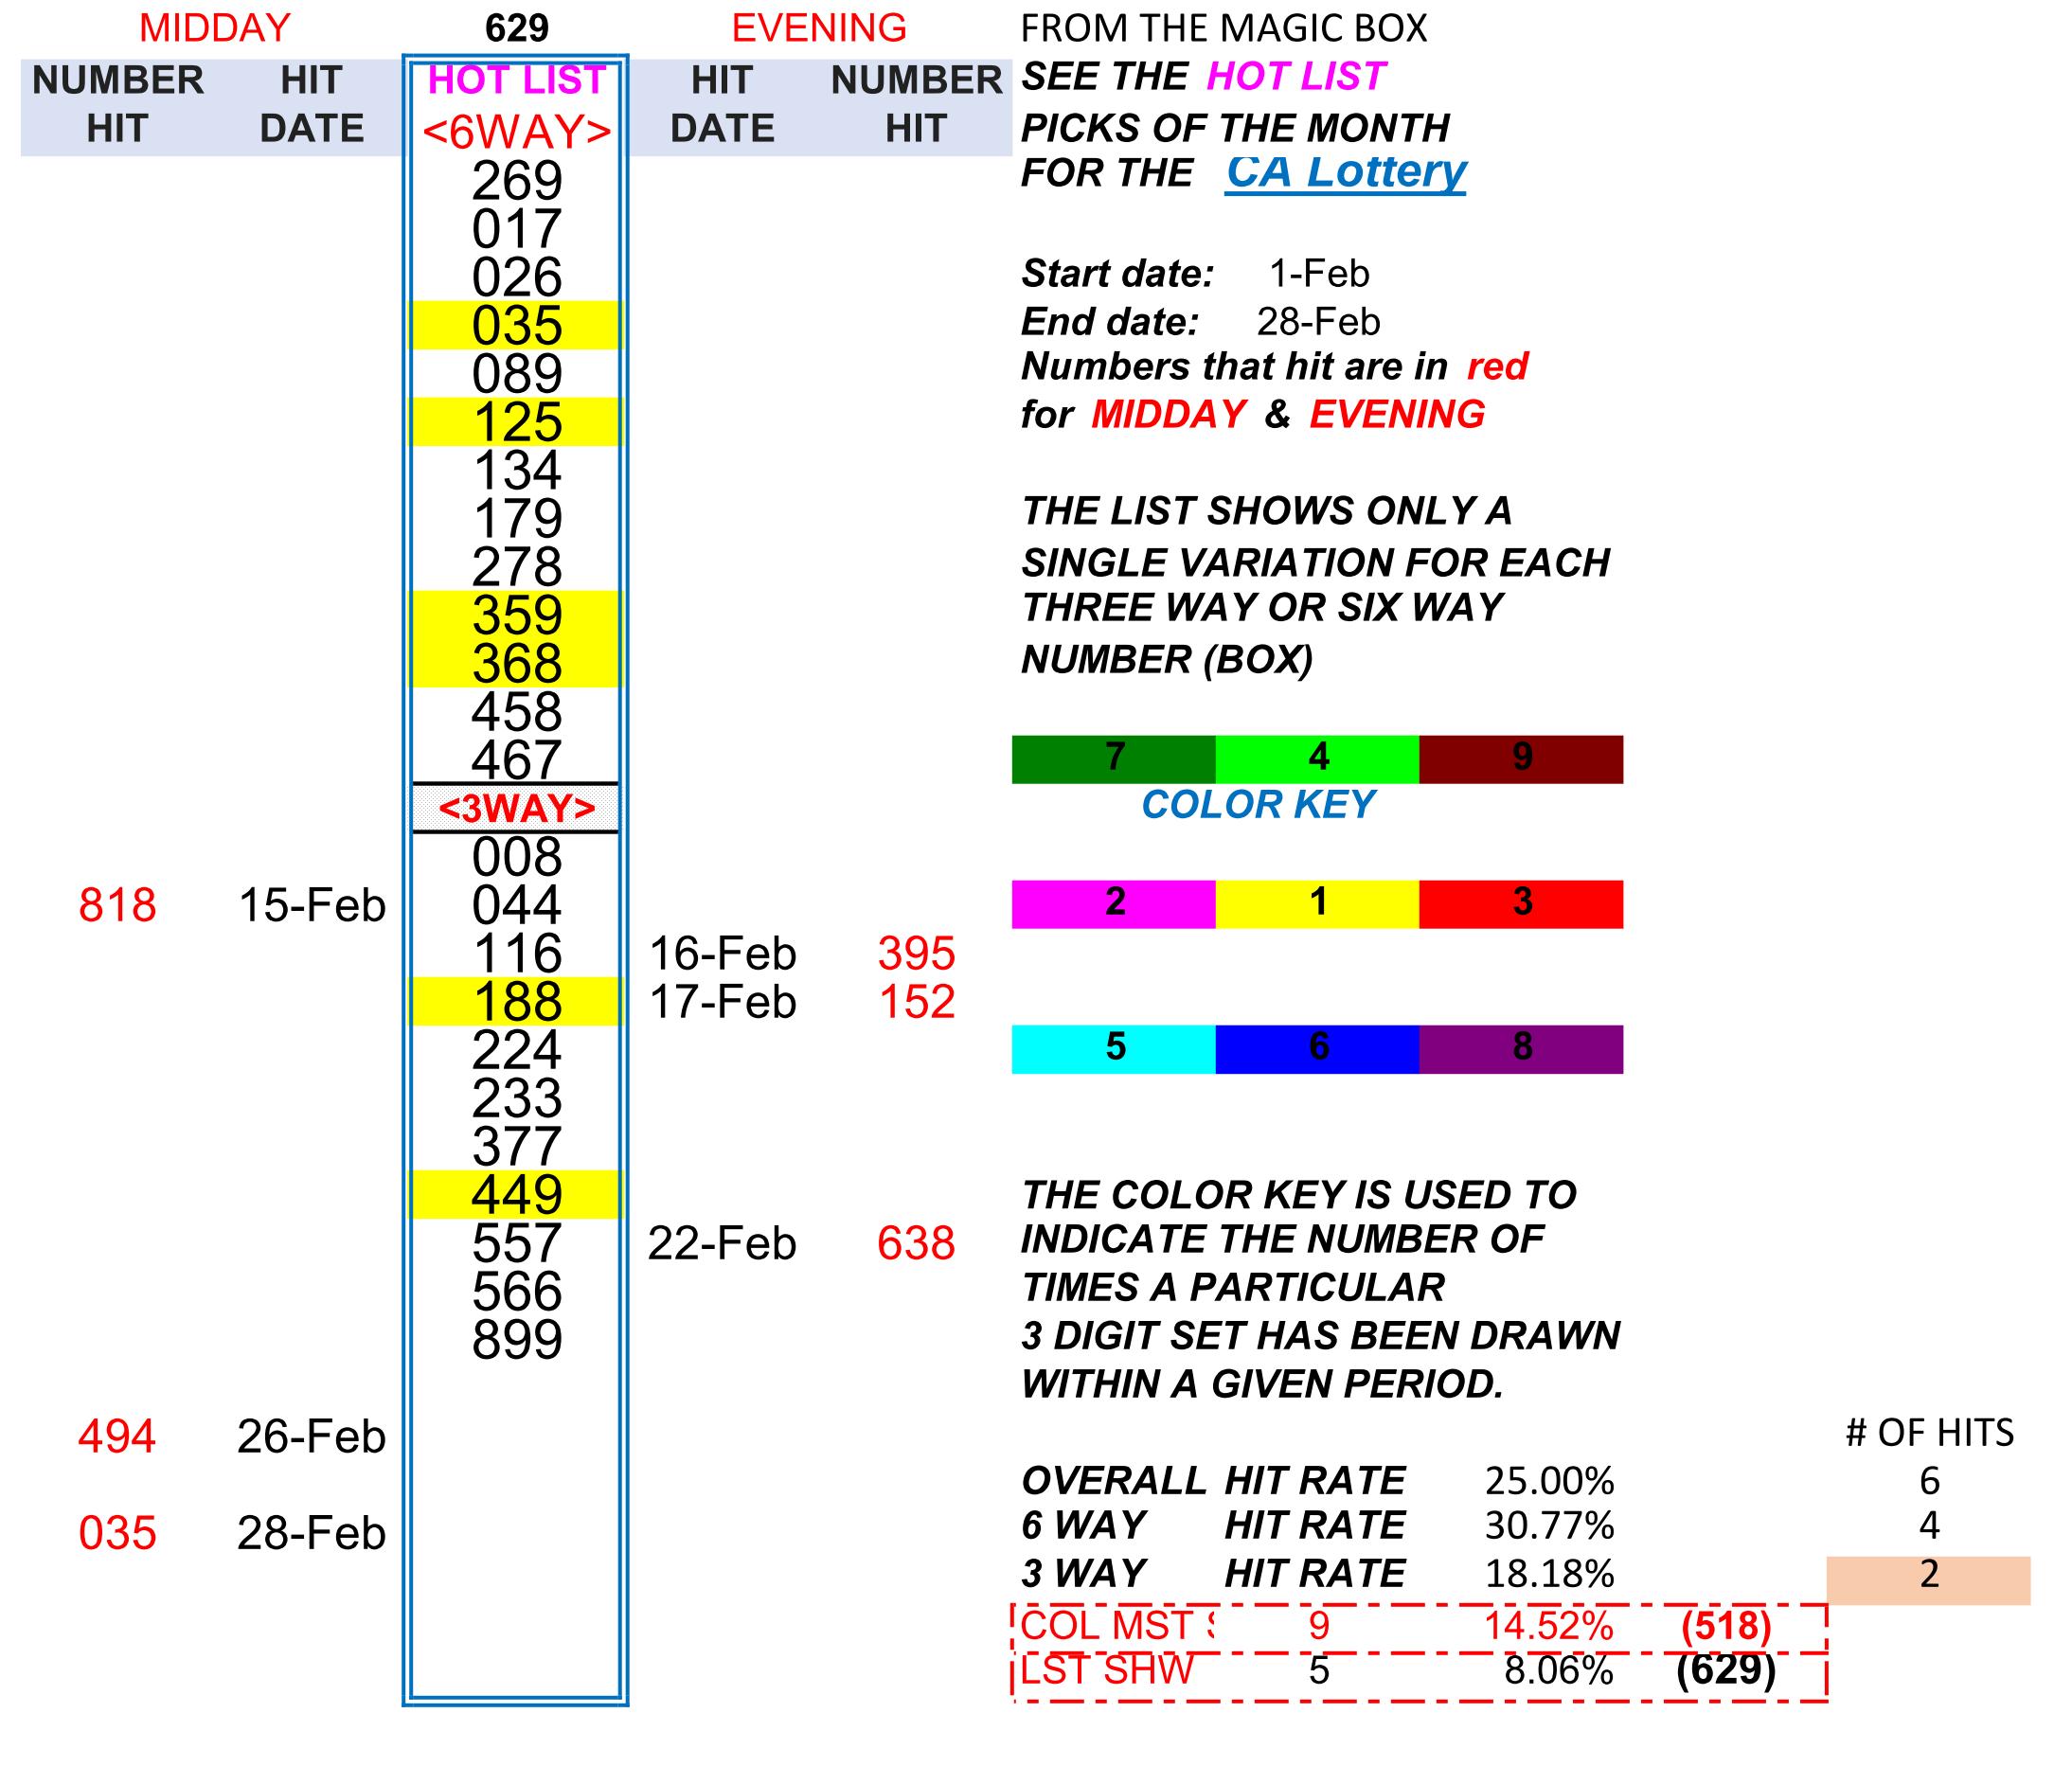 MIDDAY 629 EVENING FROM THE MAGIC BOX
NUMBER HIT HOT LIST HIT NUMBER SEE THE HOT LIST
HIT DATE <6WAY> DATE HIT PICKS OF THE MONTH
269 FOR THE CA Lottery
017
026 Start date: 1-Feb
035 End date: 28-Feb
089 Numbers that hit are in red
125 for MIDDAY & EVENING
134
179 THE LIST SHOWS ONLY A
278 SINGLE VARIATION FOR EACH
359 THREE WAY OR SIX WAY
368 NUMBER (BOX)
458
467 7 4 9
<3WAY> COLOR KEY
008
818 15-Feb 044 2 1 3
116 16-Feb 395
188 17-Feb 152
224 5 6 8
233
377
449 THE COLOR KEY IS USED TO
557 22-Feb 638 INDICATE THE NUMBER OF
566 TIMES A PARTICULAR
899 3 DIGIT SET HAS BEEN DRAWN
WITHIN A GIVEN PERIOD.
494 26-Feb # OF HITS
OVERALL HIT RATE 25.00% 6
035 28-Feb 6 WAY HIT RATE 30.77% 4
3 WAY HIT RATE 18.18% 2
COL MST 9 14.52% (518)
LST SHW 5 8.06% (629)